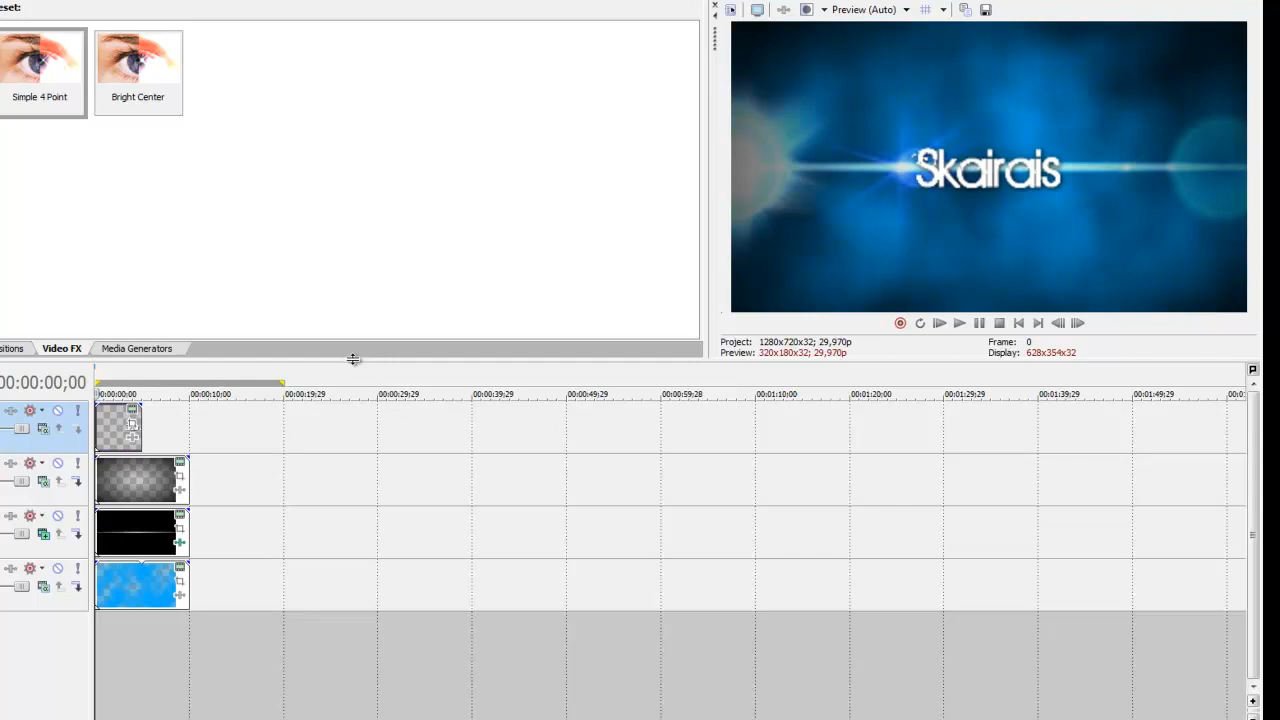 eset:
Preview (Auto)
Simple 4 Point
Bright Center
Skairais
Project: 1280x720x32; 29,970p
Frame: 0
Preview: 320x180x32; 29,970p
Display: 628x354x32
sitions
Video FX
Media Generators
00:00:00;00
00:00:00;00
00:00:10;00
00:00:19;29
00:00:29;29
00:00:39;29
00:00:49;29
00:00:59;28
00:01:10;00
00:01:20;00
00:01:29;29
00:01:39;29
00:01:49;29
00:0